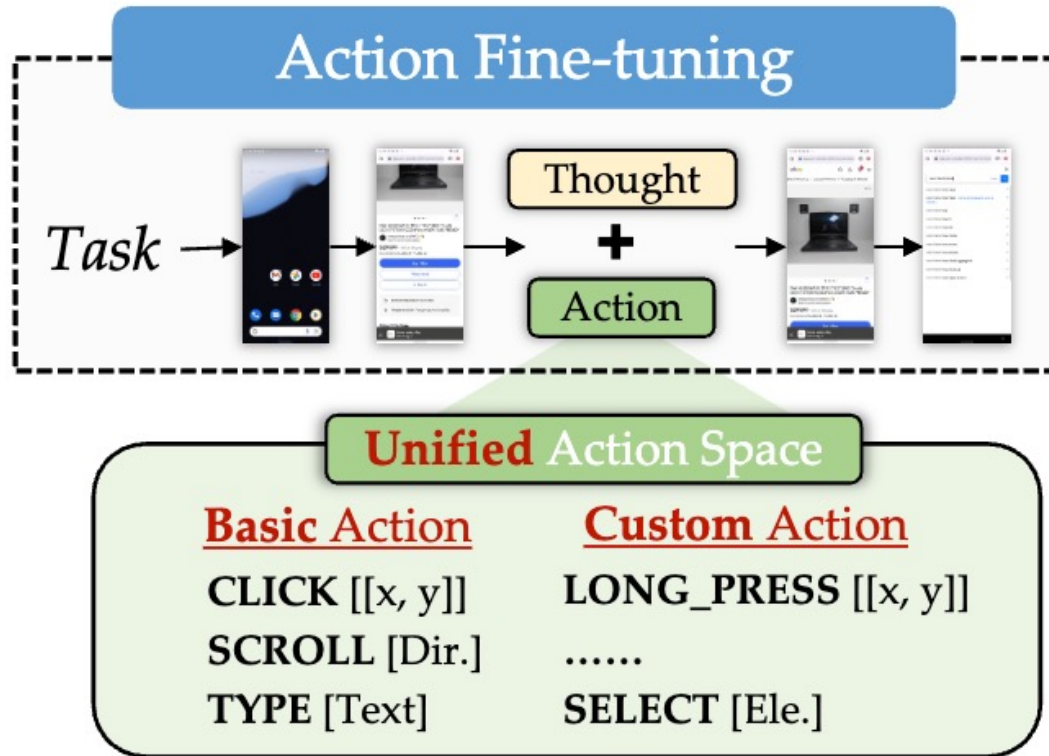 Action Fine-tuning
Task
Thought
+
Action
Unified Action Space
Basic Action
Custom Action
CLICK [[x, y]]
LONG_PRESS [[x, y]]
SCROLL [Dir.]
......
TYPE [Text]
SELECT [Ele.]